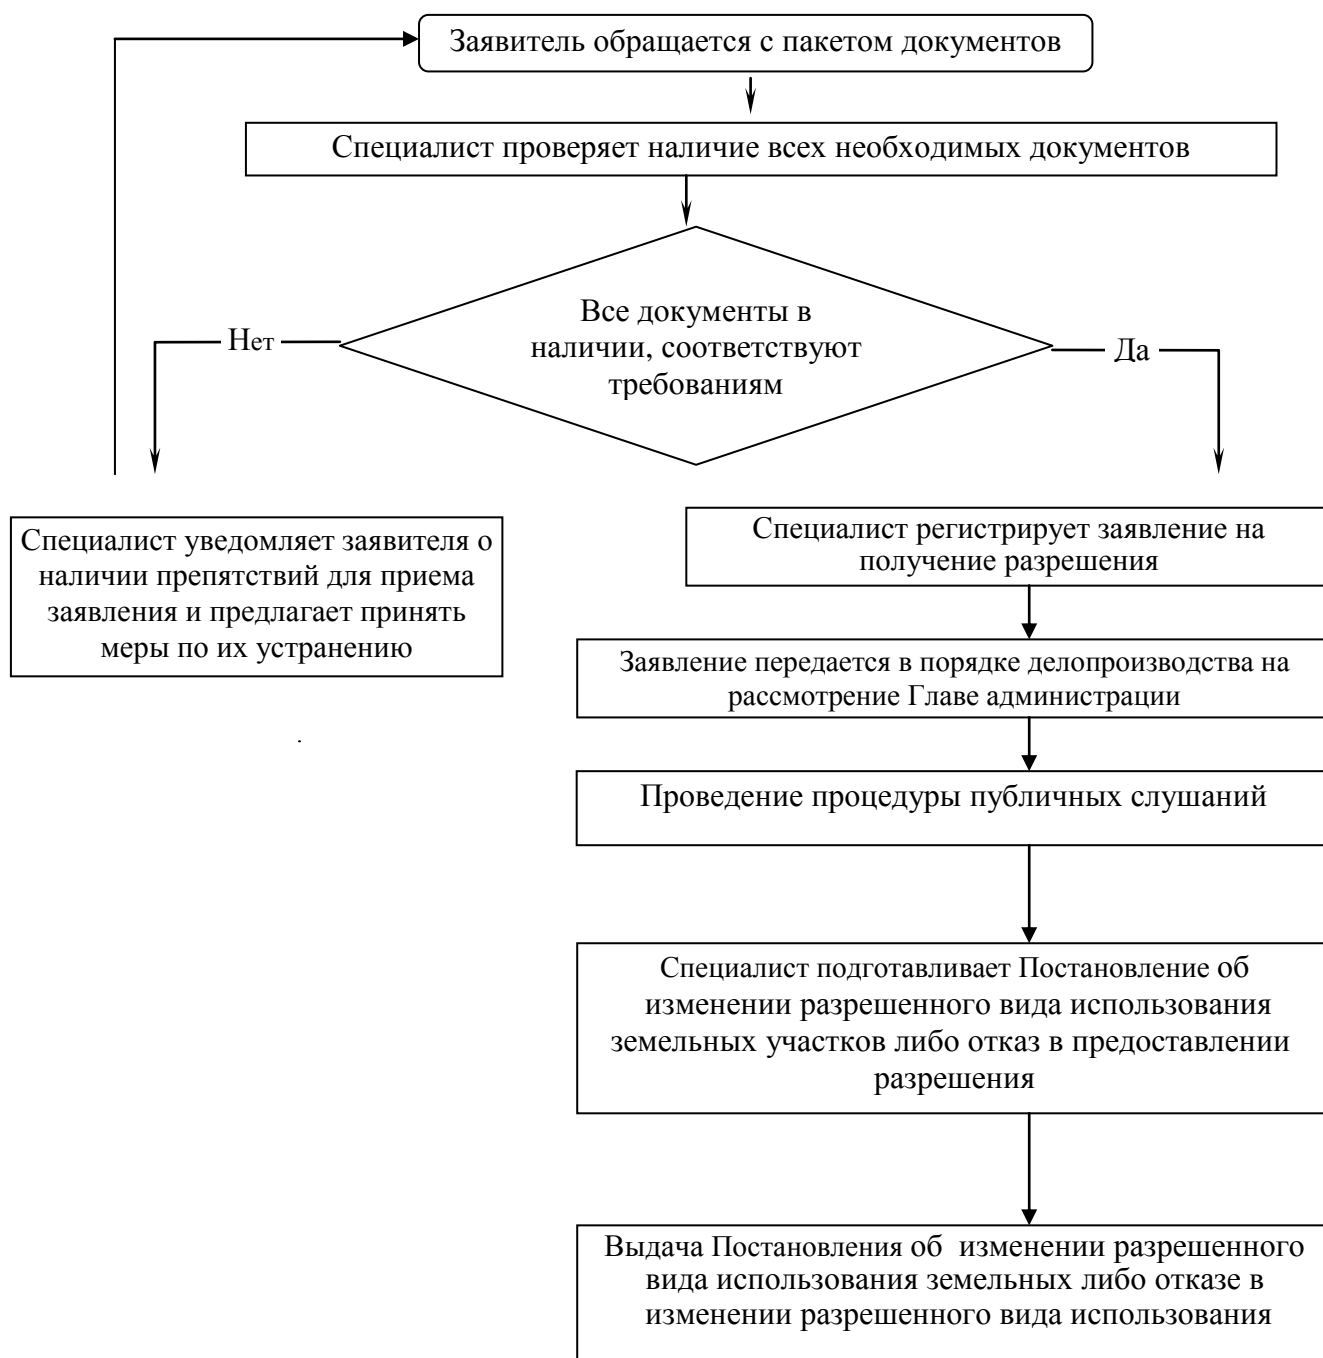 Заявитель обращается с пакетом документов
Специалист проверяет наличие всех необходимых документов
Все документы в
наличии, соответствуют
требованиям
Нет
Да
Специалист уведомляет заявителя о
наличии препятствий для приема
заявления и предлагает принять
меры по их устранению
Специалист регистрирует заявление на
получение разрешения
Заявление передается в порядке делопроизводства на
рассмотрение Главе администрации
Проведение процедуры публичных слушаний
Специалист подготавливает Постановление об
изменении разрешенного вида использования
земельных участков либо отказ в предоставлении
разрешения
Выдача Постановления об изменении разрешенного
вида использования земельных либо отказе в
изменении разрешенного вида использования